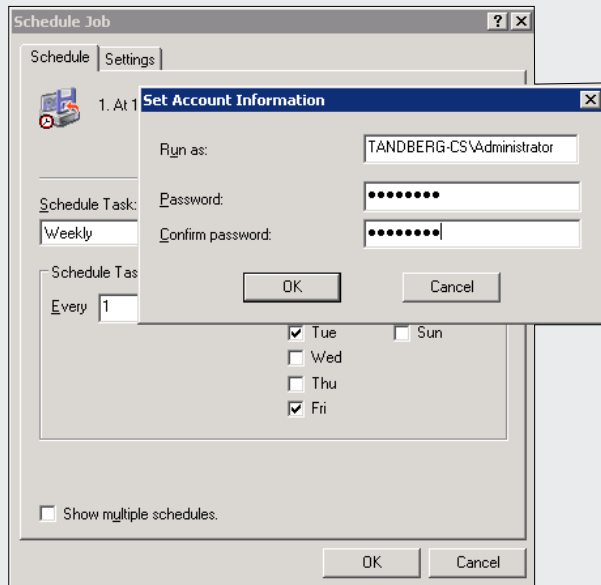 Schedule Job
Schedule
Settings
1. At 1
Set Account Information
Run as:
TANDBERG-CS\Administrator
Password:
••••••••
Confirm password:
••••••••
OK
Cancel
Schedule Task:
Weekly
Schedule Tas
Every
1
Tue
Sun
Wed
Thu
Fri
Show multiple schedules.
OK
Cancel